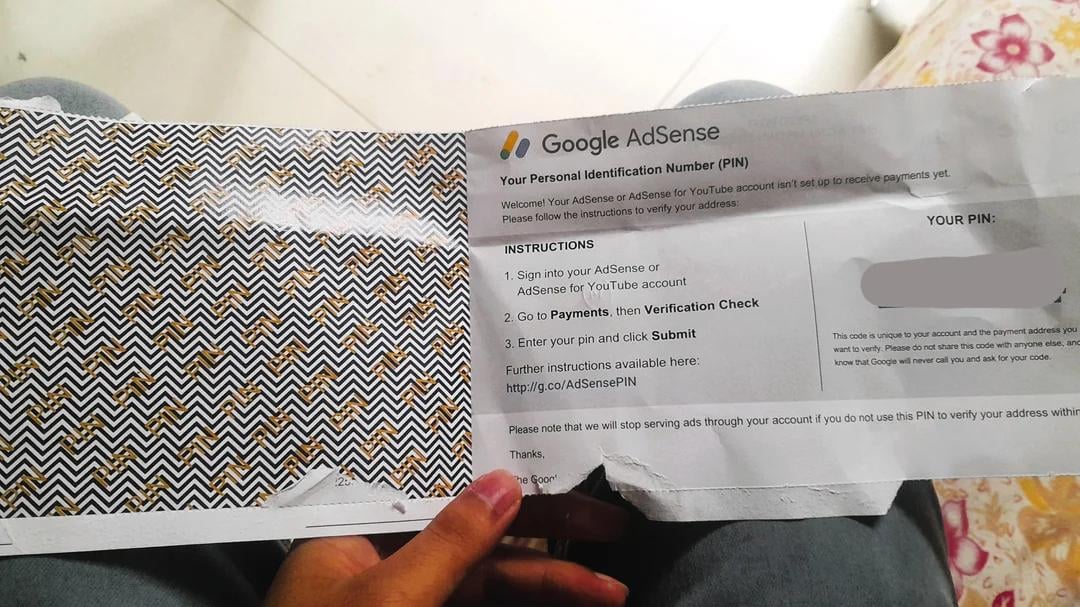 Google AdSense
Your Personal Identification Number (PIN)
Welcome! Your AdSense or AdSense for YouTube account isn't set up to receive payments yet.
Please follow the instructions to verify your address:
INSTRUCTIONS
1. Sign into your AdSense or
AdSense for YouTube account
2. Go to Payments, then Verification Check
3. Enter your pin and click Submit
Further instructions available here:
http://g.co/AdSensePIN
YOUR PIN:
This code is unique to your account and the payment address you
want to verify. Please do not share this code with anyone else, and
know that Google will never call you and ask for your code.
Please note that we will stop serving ads through your account if you do not use this PIN to verify your address within
Thanks,
PIN PIN PIN PIN PIN PIN